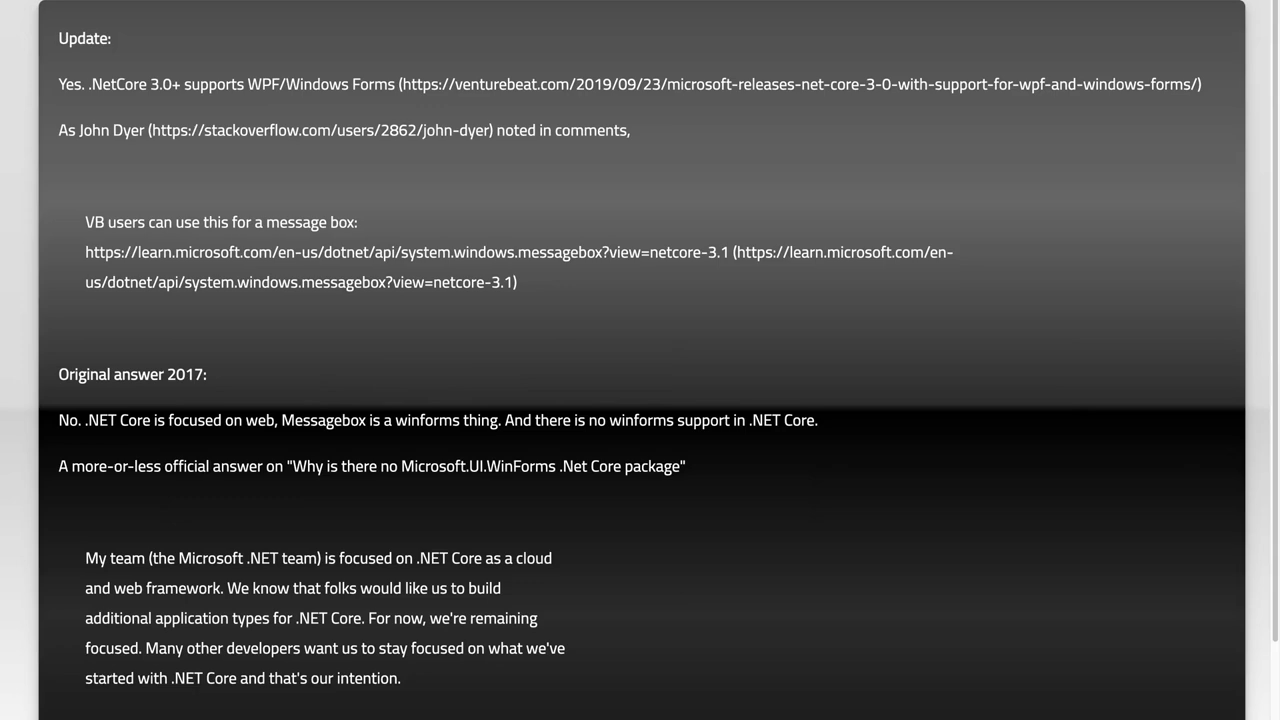 Update:
Yes. .NetCore 3.0+ supports WPF/Windows Forms (https://venturebeat.com/2019/09/23/microsoft-releases-net-core-3-0-with-support-for-wpf-and-windows-forms/)
As John Dyer (https://stackoverflow.com/users/2862/john-dyer) noted in comments,
VB users can use this for a message box:
https://learn.microsoft.com/en-us/dotnet/api/system.windows.messagebox?view=netcore-3.1 (https://learn.microsoft.com/en-
us/dotnet/api/system.windows.messagebox?view=netcore-3.1)
Original answer 2017:
No. .NET Core is focused on web, Messagebox is a winforms thing. And there is no winforms support in .NET Core.
A more-or-less official answer on "Why is there no Microsoft.UI.WinForms .Net Core package"
My team (the Microsoft .NET team) is focused on .NET Core as a cloud
and web framework. We know that folks would like us to build
additional application types for .NET Core. For now, we're remaining
focused. Many other developers want us to stay focused on what we've
started with .NET Core and that's our intention.